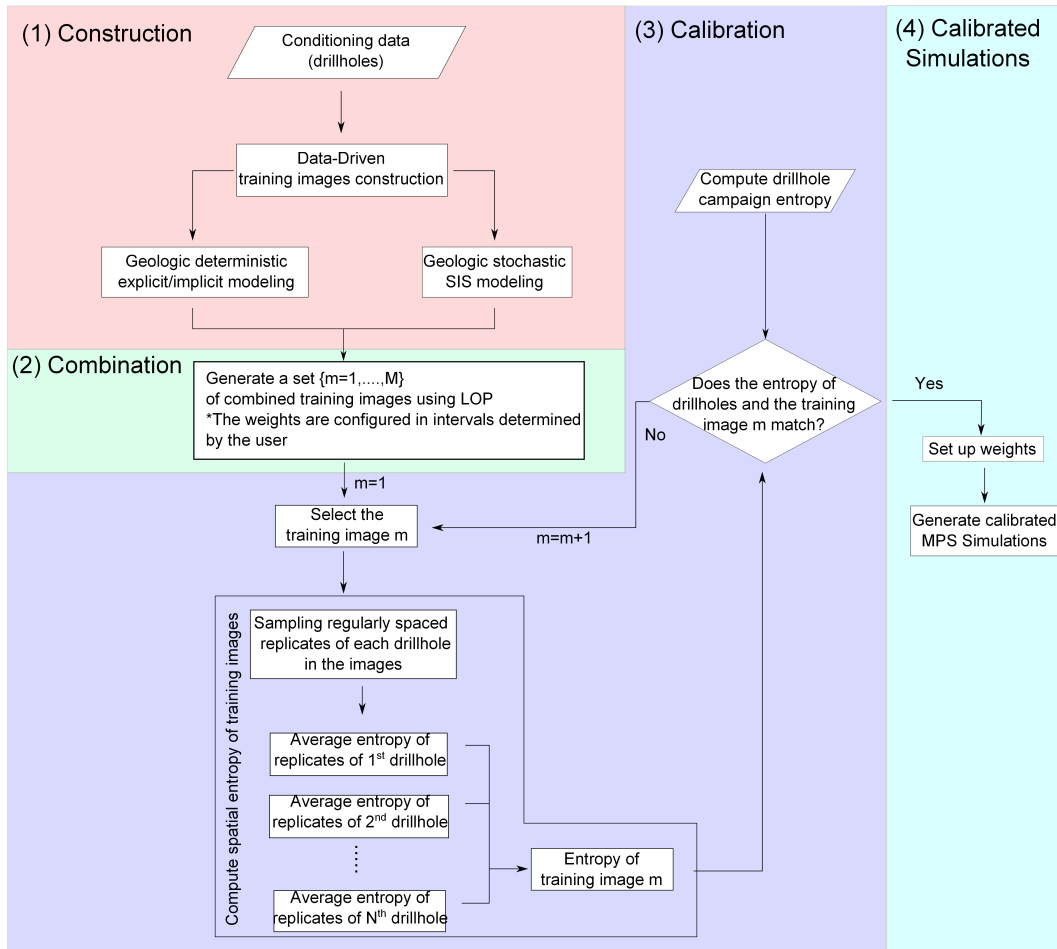 (1) Construction
Conditioning data
(drillholes)
Data-Driven
training images construction
Geologic deterministic
explicit/implicit modeling
Geologic stochastic
SIS modeling
(2) Combination
Generate a set {m=1,....,M}
of combined training images using LOP
*The weights are configured in intervals determined
by the user
m=1
(3) Calibration
Select the
training image m
m=m+1
Compute spatial entropy of training images
Sampling regularly spaced
replicates of each drillhole
in the images
Average entropy of
replicates of 1st drillhole
Average entropy of
replicates of 2nd drillhole
......
Average entropy of
replicates of Nth drillhole
Entropy of
training image m
Compute drillhole
campaign entropy
Does the entropy of
drillholes and the training
image m match?
No
Yes
(4) Calibrated
Simulations
Set up weights
Generate calibrated
MPS Simulations